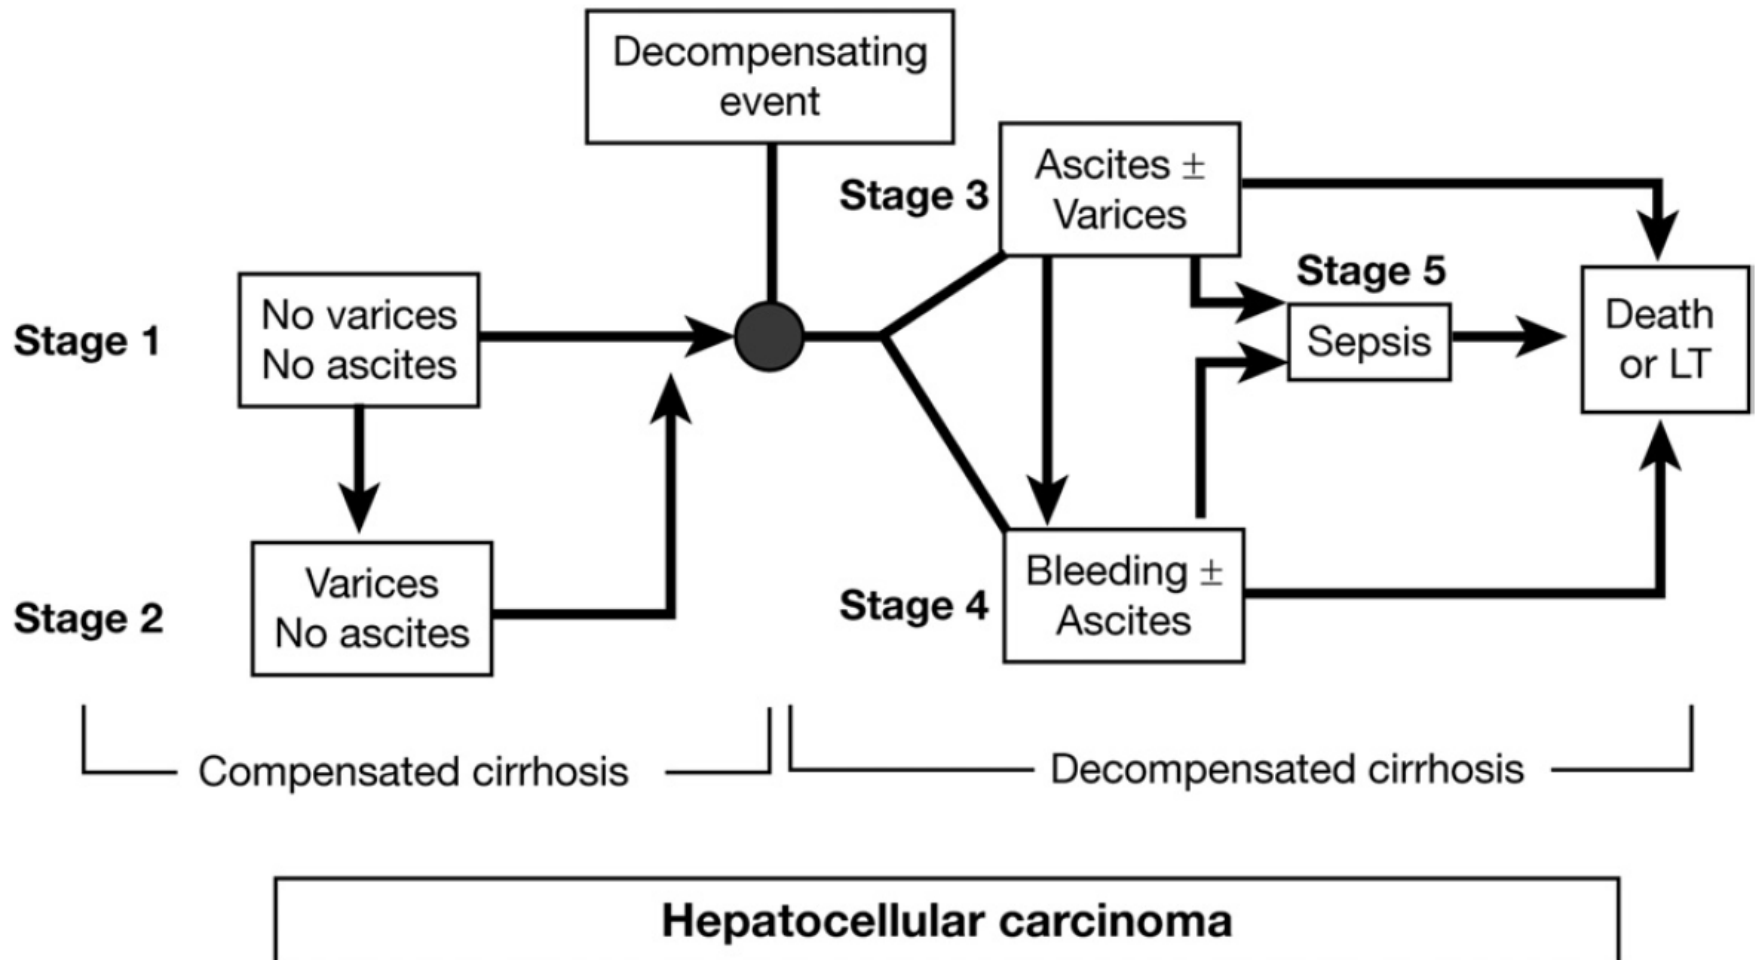 Decompensating
event
Stage 3
Ascites ±
Varices
Stage 1
No varices
No ascites
Stage 5
Sepsis
Death
or LT
Stage 2
Varices
No ascites
Stage 4
Bleeding ±
Ascites
Compensated cirrhosis
Decompensated cirrhosis
Hepatocellular carcinoma